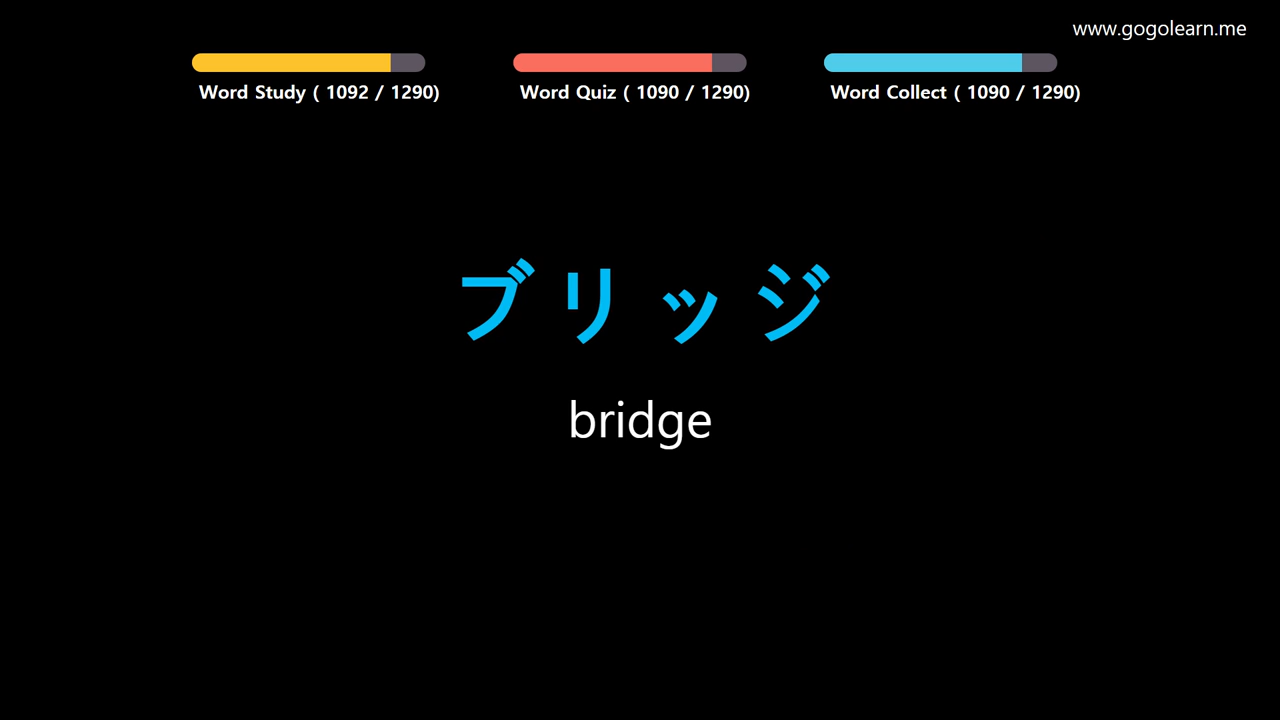 www.gogolearn.me
Word Study ( 1092 / 1290)
Word Quiz ( 1090 / 1290)
Word Collect ( 1090 / 1290)
ブリッジ
bridge